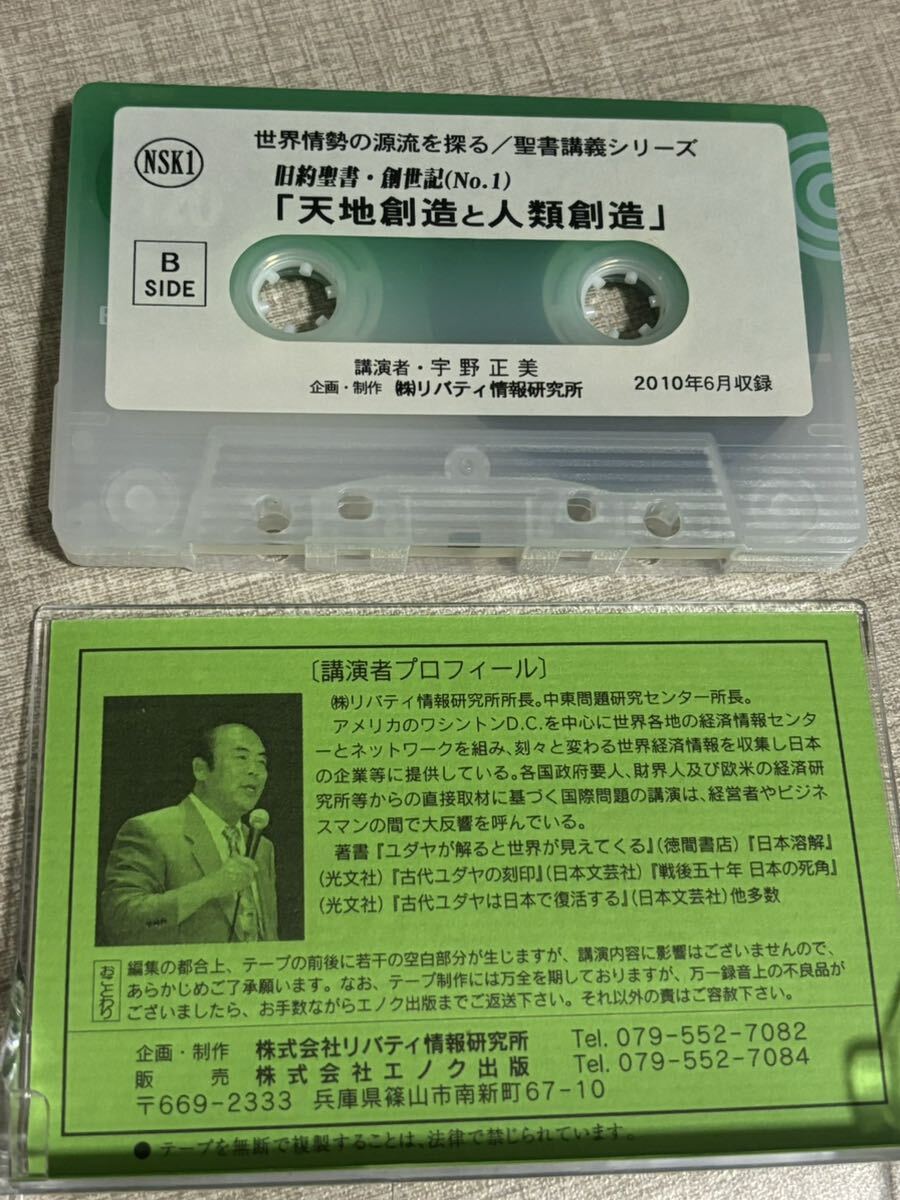 世界情勢の源流を探る／聖書講義シリーズ
NSK1
旧約聖書・創世記(No.1)
「天地創造と人類創造」
B
SIDE
講演者・宇野正美
企画・制作 ㈱リバティ情報研究所
2010年6月収録
〔講演者プロフィール〕
㈱リバティ情報研究所所長。中東問題研究センター所長。
アメリカのワシントンD.C.を中心に世界各地の経済情報センタ
ーとネットワークを組み、刻々と変わる世界経済情報を収集し日本
の企業等に提供している。各国政府要人、財界人及び欧米の経済研
究所等からの直接取材に基づく国際問題の講演は、経営者やビジネ
スマンの間で大反響を呼んでいる。
著書『ユダヤが解ると世界が見えてくる』(徳間書店)『日本溶解』
(光文社)『古代ユダヤの刻印』(日本文芸社)『戦後五十年 日本の死角』
(光文社)『古代ユダヤは日本で復活する』(日本文芸社)他多数
おことわり
編集の都合上、テープの前後に若干の空白部分が生じますが、講演内容に影響はございませんので、
あらかじめご了承願います。なお、テープ制作には万全を期しておりますが、万一録音上の不良品が
ございましたら、お手数ながらエノク出版までご返送下さい。それ以外の責はご容赦下さい。
企画・制作 株式会社リバティ情報研究所 Tel. 079-552-7082
販売 株式会社エノク出版 Tel. 079-552-7084
〒669-2333 兵庫県篠山市南新町67-10
●テープを無断で複製することは、法律で禁じられています。